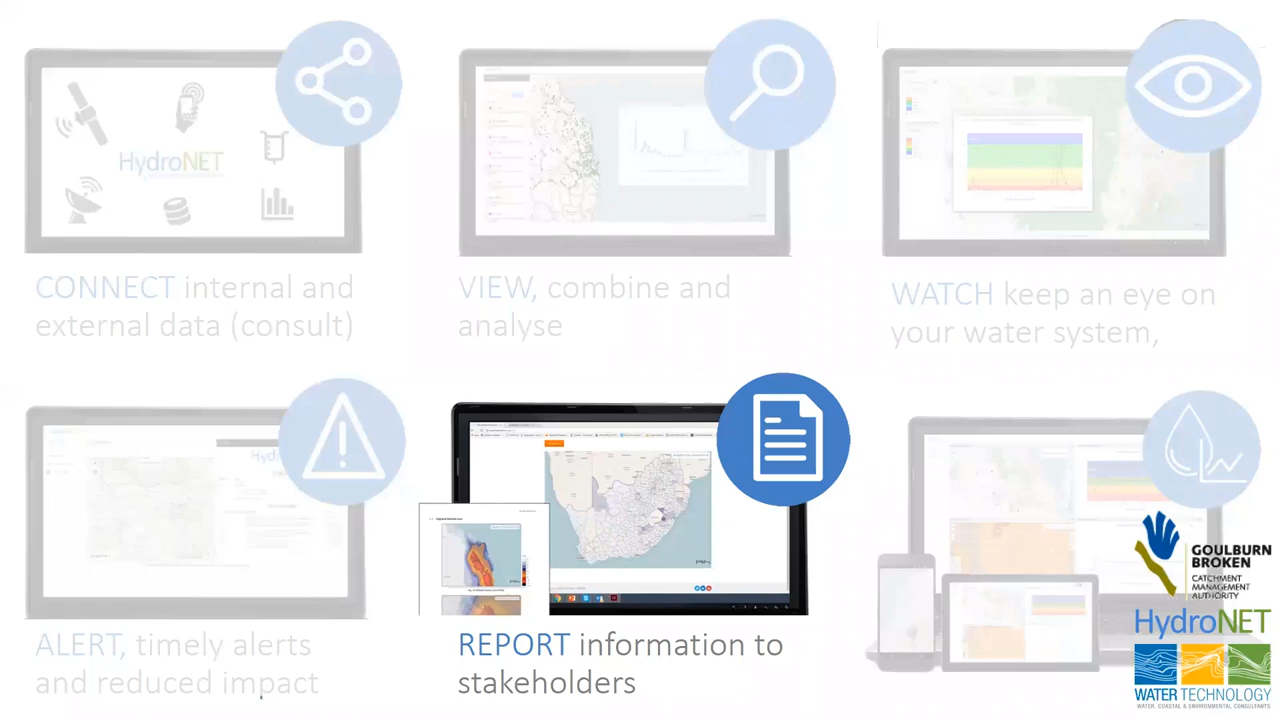 HydroNET
CONNECT internal and
external data (consult)
VIEW, combine and
analyse
WATCH keep an eye on
your water system,
ALERT, timely alerts
and reduced impact
REPORT information to
stakeholders
GOULBURN
BROKEN
CATCHMENT
MANAGEMENT
AUTHORITY
HydroNET
WATER TECHNOLOGY
WATER, COASTAL & ENVIRONMENTAL CONSULTANTS